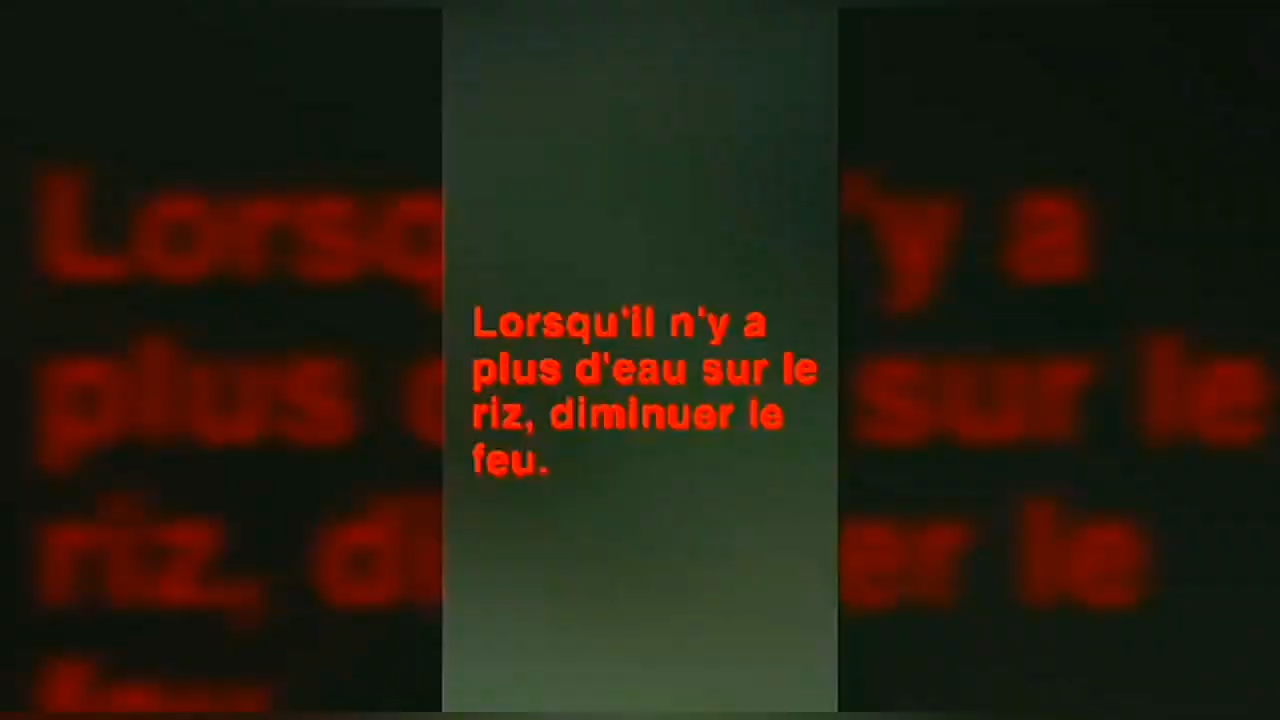 Lorsqu'il n'y a
plus d'eau sur le
riz, diminuer le
feu.